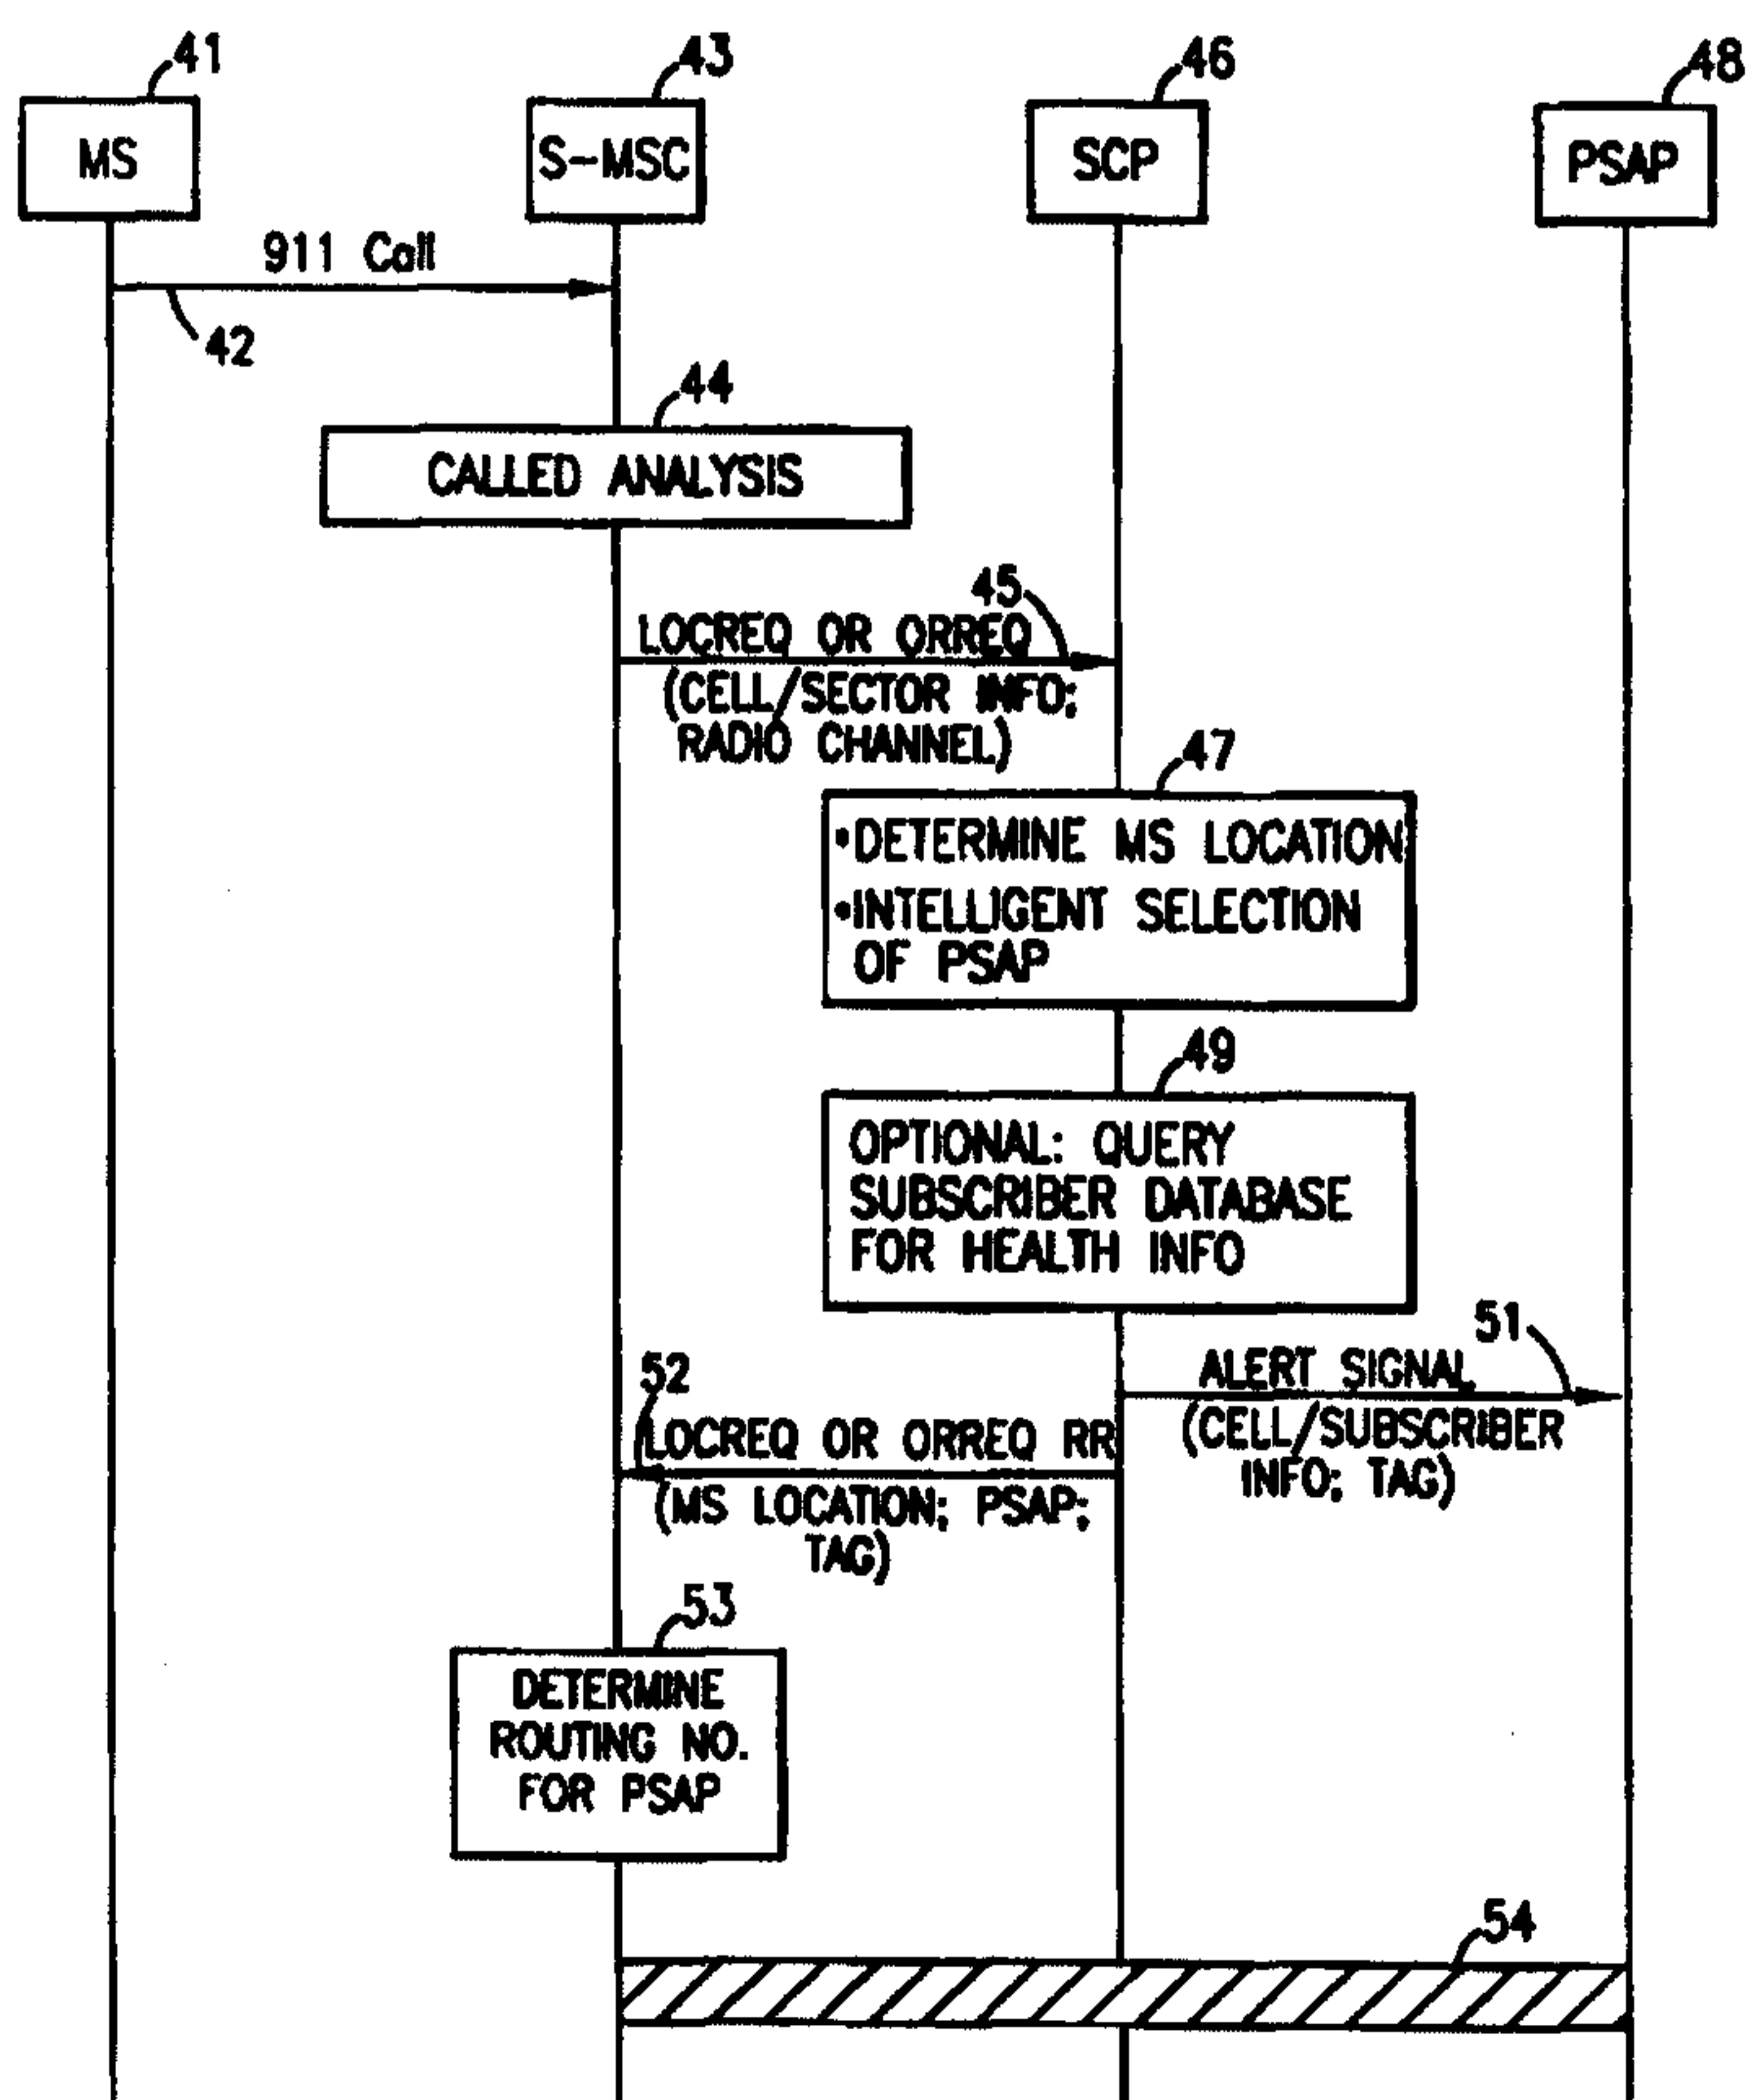 41
43
46
48
MS
S-MSC
SCP
PSAP
911 Call
42
44
CALLED ANALYSIS
45
LOCREQ OR ORREQ
(CELL/SECTOR INFO;
RADIO CHANNEL)
47
•DETERMINE MS LOCATION
•INTELLIGENT SELECTION
OF PSAP
49
OPTIONAL: QUERY
SUBSCRIBER DATABASE
FOR HEALTH INFO
51
ALERT SIGNAL
(CELL/SUBSCRIBER
INFO; TAG)
52
LOCREQ OR ORREQ RR
(MS LOCATION; PSAP;
TAG)
53
DETERMINE
ROUTING NO.
FOR PSAP
54